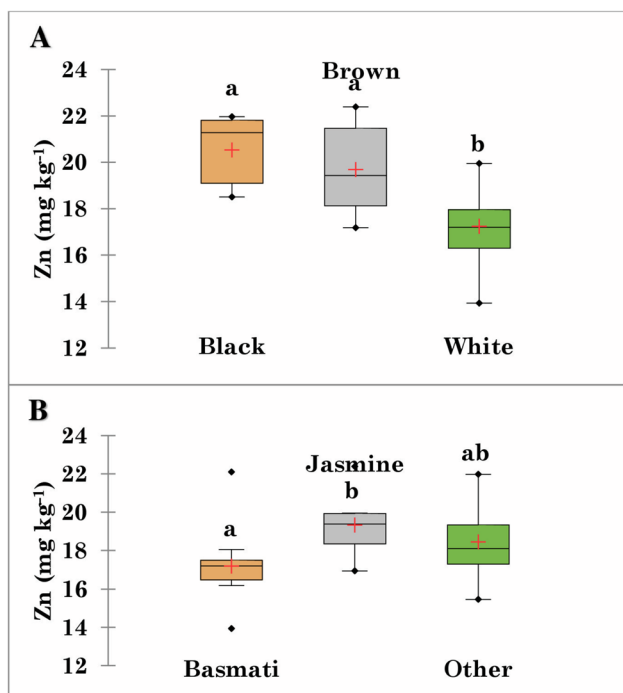 A
24
22
20
18
16
14
12
Zn (mg kg⁻¹)
Brown
a
a
b
Black
White
B
24
22
20
18
16
14
12
Zn (mg kg⁻¹)
Jasmine
ab
b
a
Basmati
Other